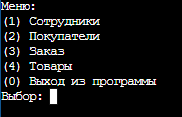 Меню:
(1) Сотрудники
(2) Покупатели
(3) Заказ
(4) Товары
(0) Выход из программы
Выбор: